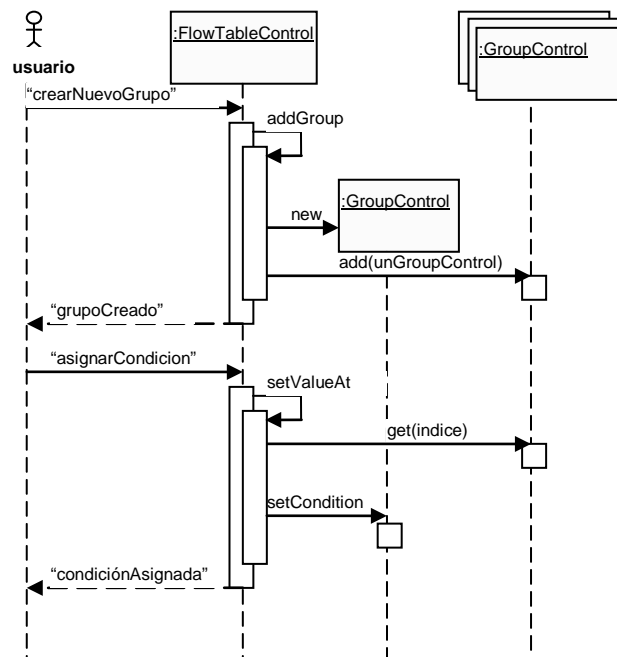 :FlowTableControl
:GroupControl
usuario
“crearNuevoGrupo”
addGroup
:GroupControl
new
add(unGroupControl)
“grupoCreado”
“asignarCondicion”
setValueAt
get(indice)
setCondition
“condiciónAsignada”